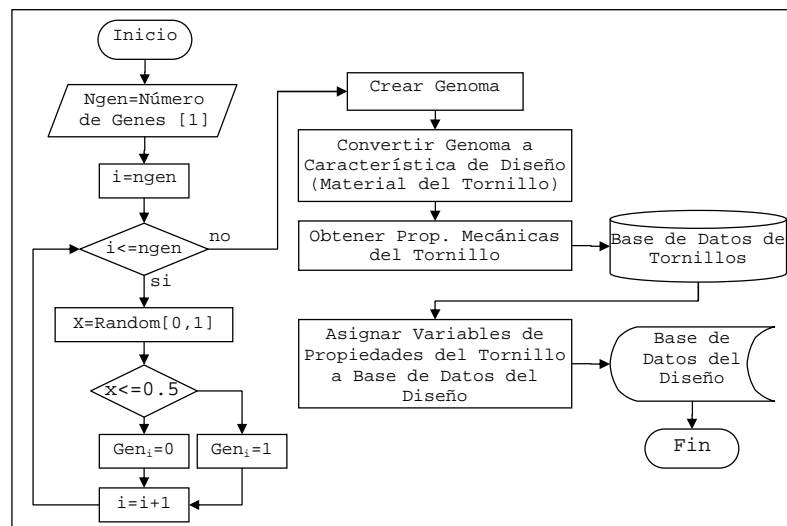 Inicio
Ngen=Número
de Genes [1]
i=ngen
i<=ngen
no
si
X=Random[0,1]
x<=0.5
Genᵢ=0
Genᵢ=1
i=i+1
Crear Genoma
Convertir Genoma a
Característica de Diseño
(Material del Tornillo)
Obtener Prop. Mecánicas
del Tornillo
Base de Datos de
Tornillos
Asignar Variables de
Propiedades del Tornillo
a Base de Datos del
Diseño
Base de
Datos del
Diseño
Fin